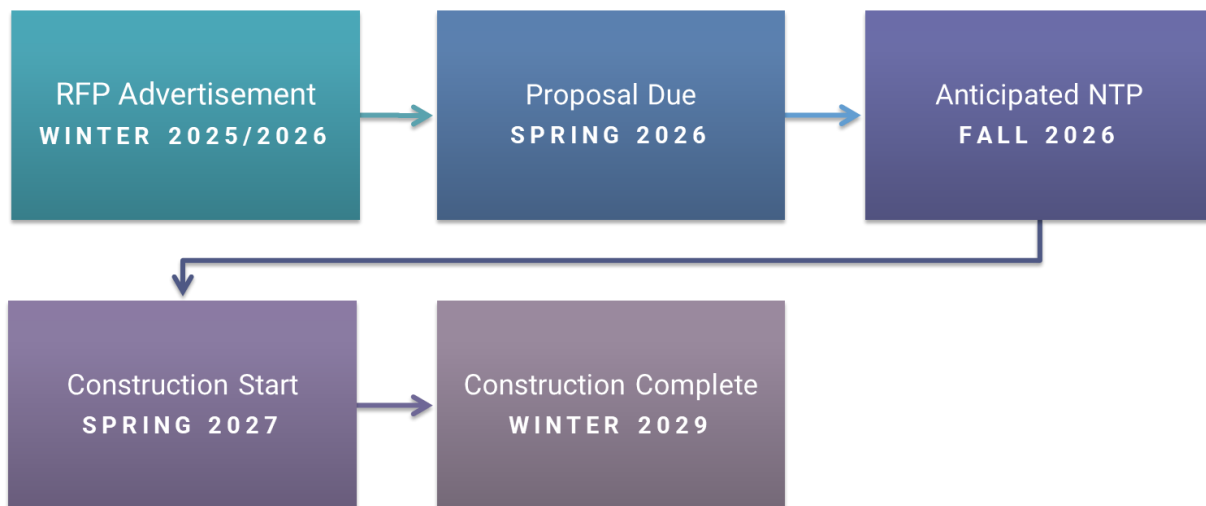 RFP Advertisement
WINTER 2025/2026
Proposal Due
SPRING 2026
Anticipated NTP
FALL 2026
Construction Start
SPRING 2027
Construction Complete
WINTER 2029